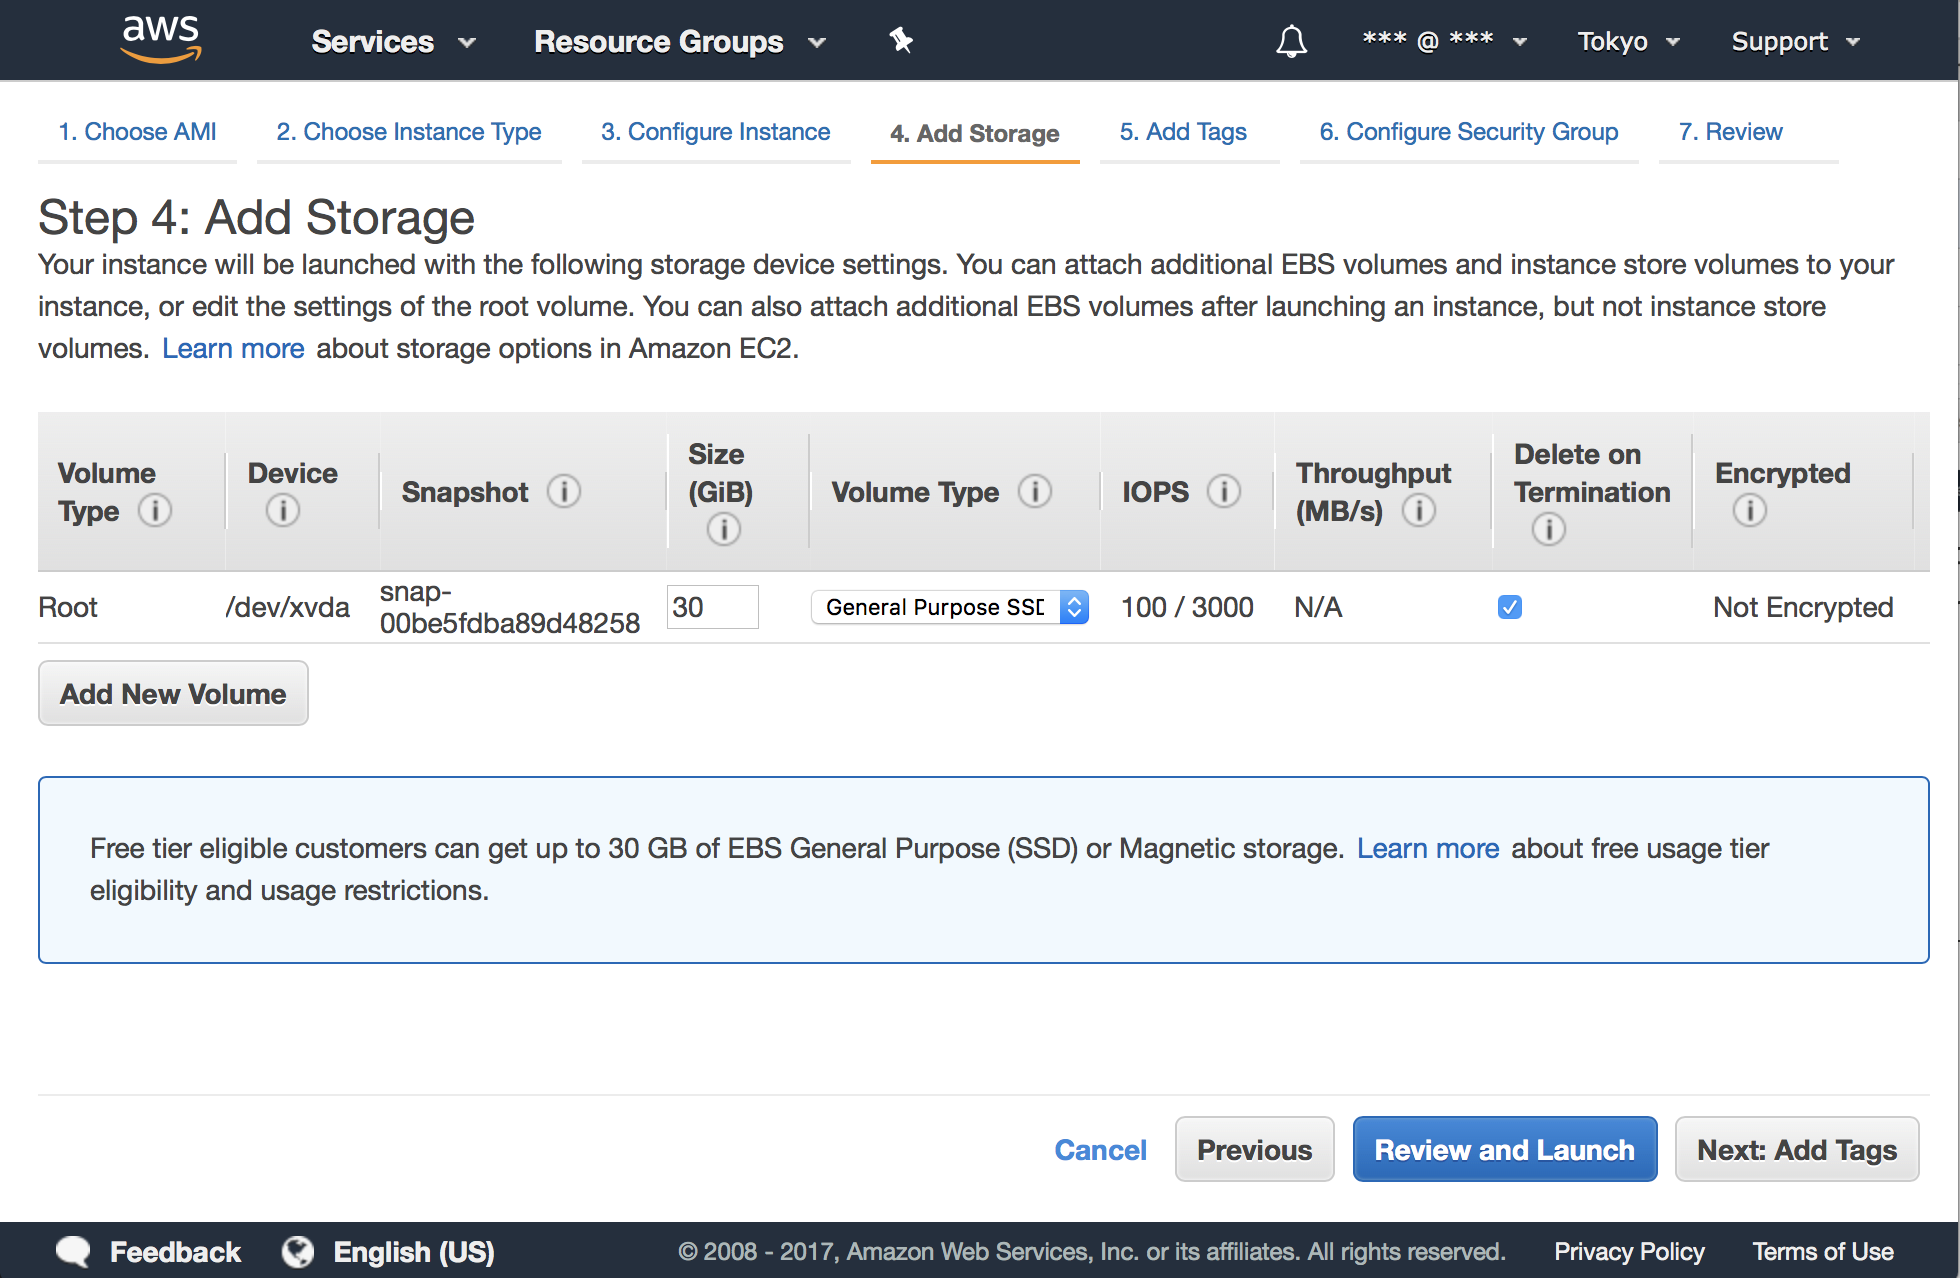 aws
Services
Resource Groups
*** @ ***
Tokyo
Support
1. Choose AMI
2. Choose Instance Type
3. Configure Instance
4. Add Storage
5. Add Tags
6. Configure Security Group
7. Review
Step 4: Add Storage
Your instance will be launched with the following storage device settings. You can attach additional EBS volumes and instance store volumes to your
instance, or edit the settings of the root volume. You can also attach additional EBS volumes after launching an instance, but not instance store
volumes. Learn more about storage options in Amazon EC2.
Volume
Type i
Device
i
Snapshot i
Size
(GiB)
i
Volume Type i
IOPS i
Throughput
(MB/s) i
Delete on
Termination
i
Encrypted
i
Root
/dev/xvda
snap-
00be5fdba89d48258
30
General Purpose SSD
100 / 3000
N/A
Not Encrypted
Add New Volume
Free tier eligible customers can get up to 30 GB of EBS General Purpose (SSD) or Magnetic storage. Learn more about free usage tier
eligibility and usage restrictions.
Cancel
Previous
Review and Launch
Next: Add Tags
Feedback
English (US)
© 2008 - 2017, Amazon Web Services, Inc. or its affiliates. All rights reserved.
Privacy Policy
Terms of Use